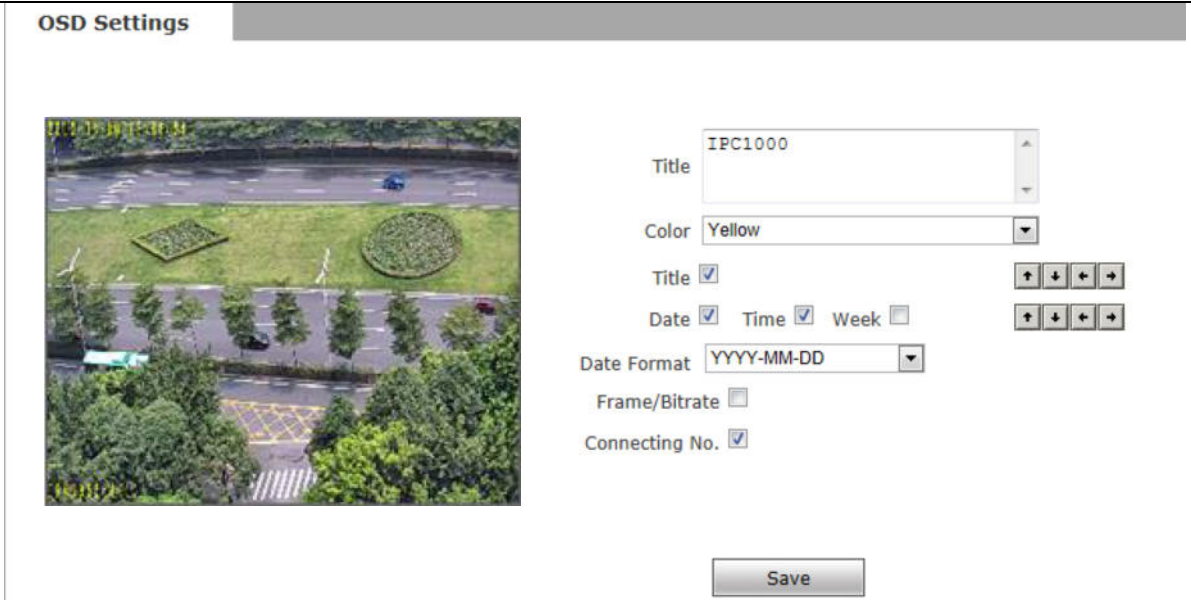 OSD Settings
Title
IPC1000
Color
Yellow
Title
Date Time Week
Date Format
YYYY-MM-DD
Frame/Bitrate
Connecting No.
Save